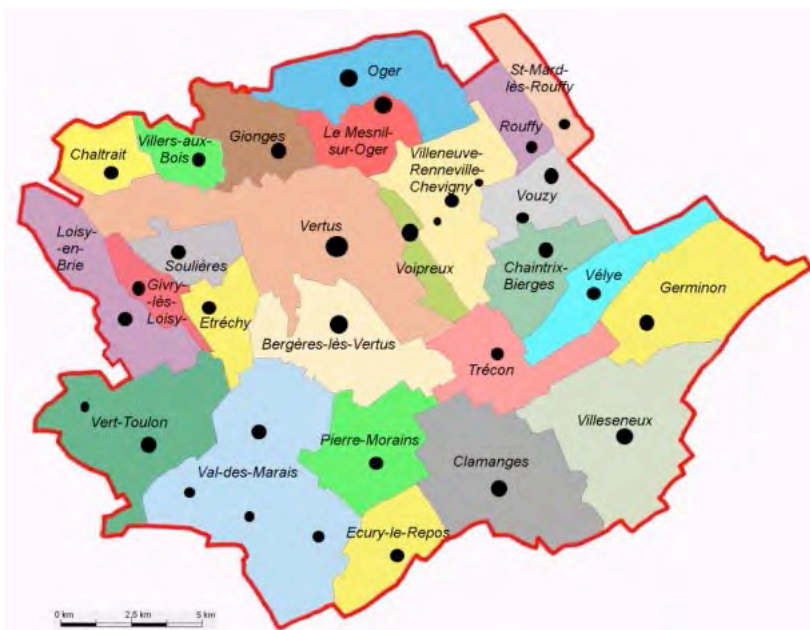 Oger
St-Mard-
lès-Rouffy
Rouffy
Chaltrait
Villers-aux-
Bois
Gionges
Le Mesnil-
sur-Oger
Villeneuve-
Renneville-
Chevigny
Vouzy
Loisy-
-en-
Brie
Soulières
Vertus
Voipreux
Chaintrix-
Bierges
Vélye
Germinon
Givry-
-lès-
Loisy-
Etréchy
Bergères-lès-Vertus
Trécon
Vert-Toulon
Val-des-Marais
Pierre-Morains
Clamanges
Villeseneux
Ecury-le-Repos
0 km 2,5 km 5 km